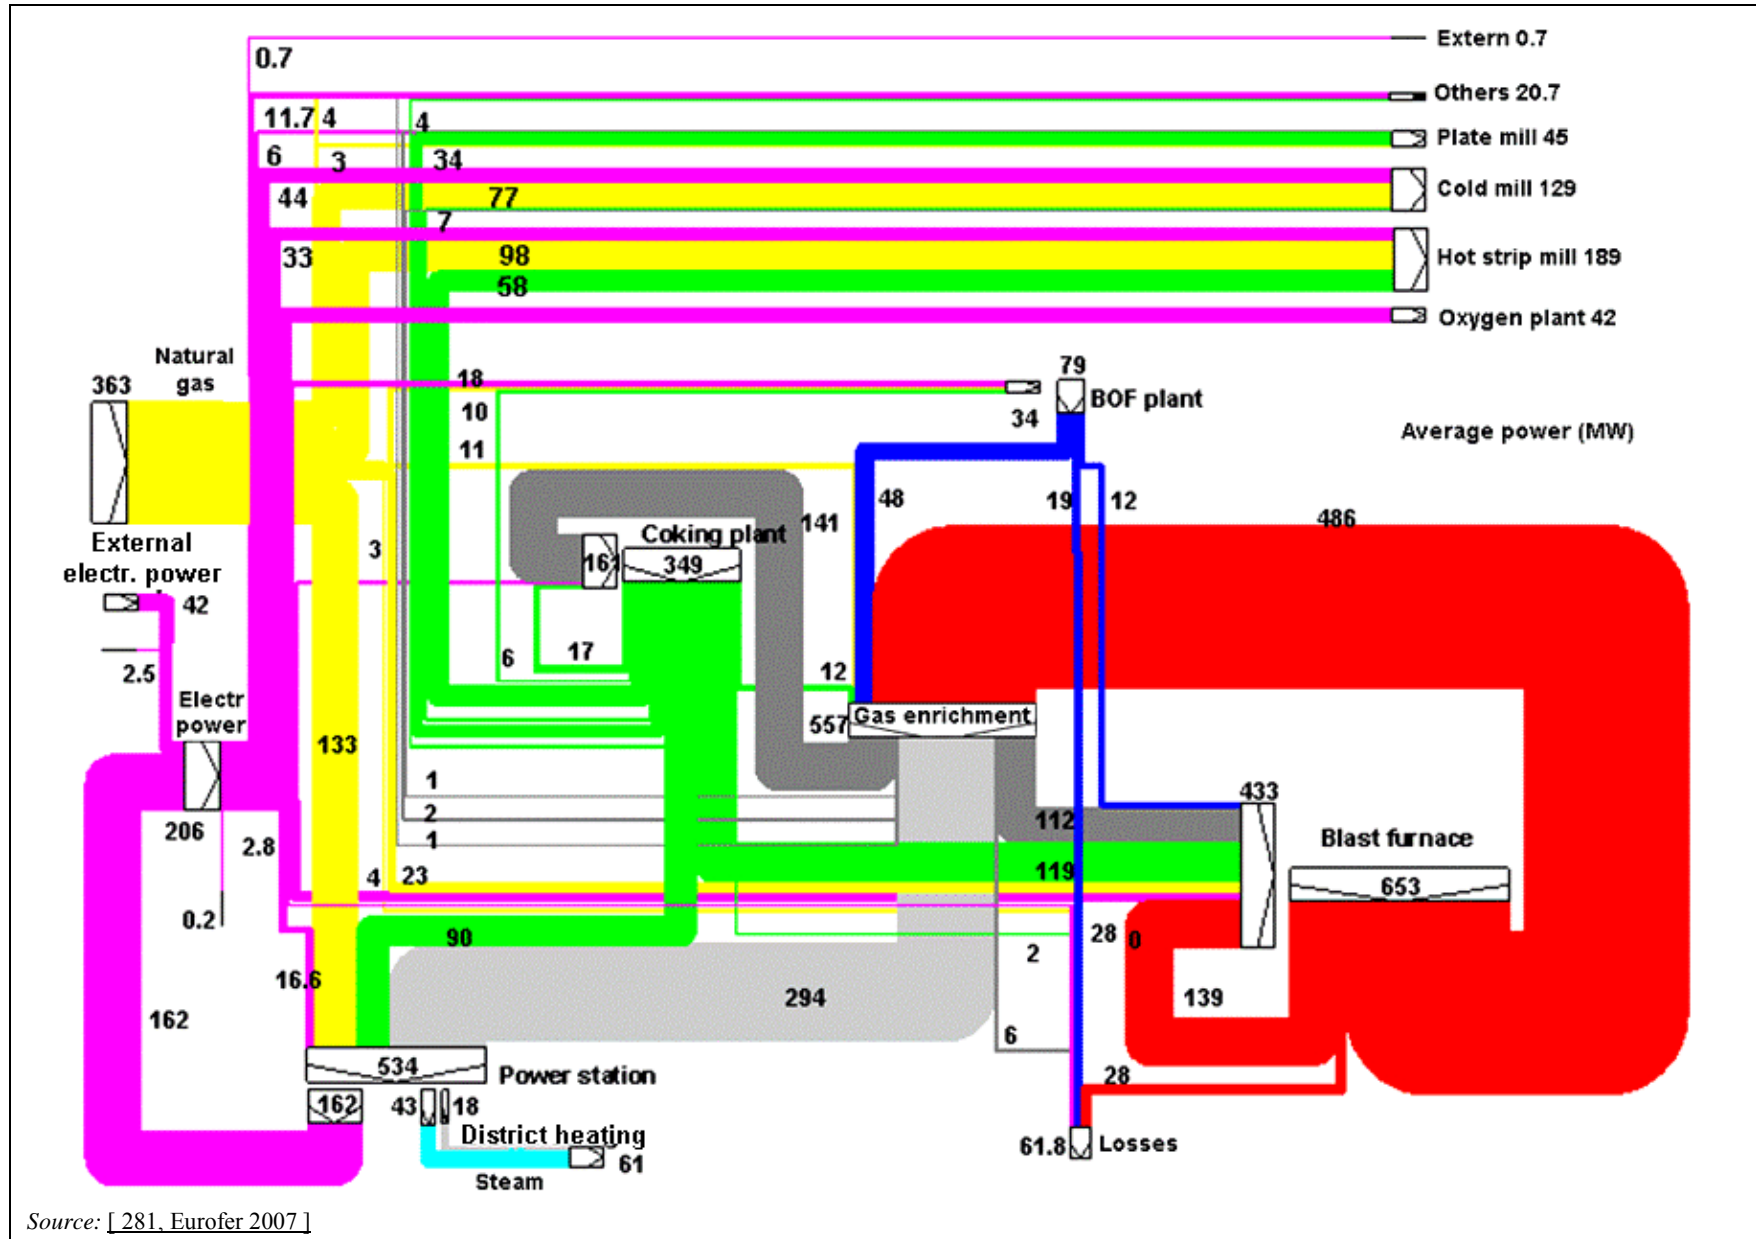 Extern 0.7
0.7
Others 20.7
11.7 4
4
Plate mill 45
6
3
34
Cold mill 129
44
77
7
33
98
Hot strip mill 189
58
Oxygen plant 42
Natural
gas
363
79
18
BOF plant
10
34
Average power (MW)
11
48
19
12
141
486
External
electr. power
3
Coking plant
161
349
42
17
6
2.5
12
Electr
power
557
Gas enrichment
133
1
2
1
433
112
206
2.8
Blast furnace
4
23
119
653
0.2
90
28
0
2
16.6
294
139
162
6
534
Power station
28
162
43
18
District heating
61.8
Losses
61
Steam
Source: [ 281, Eurofer 2007 ]